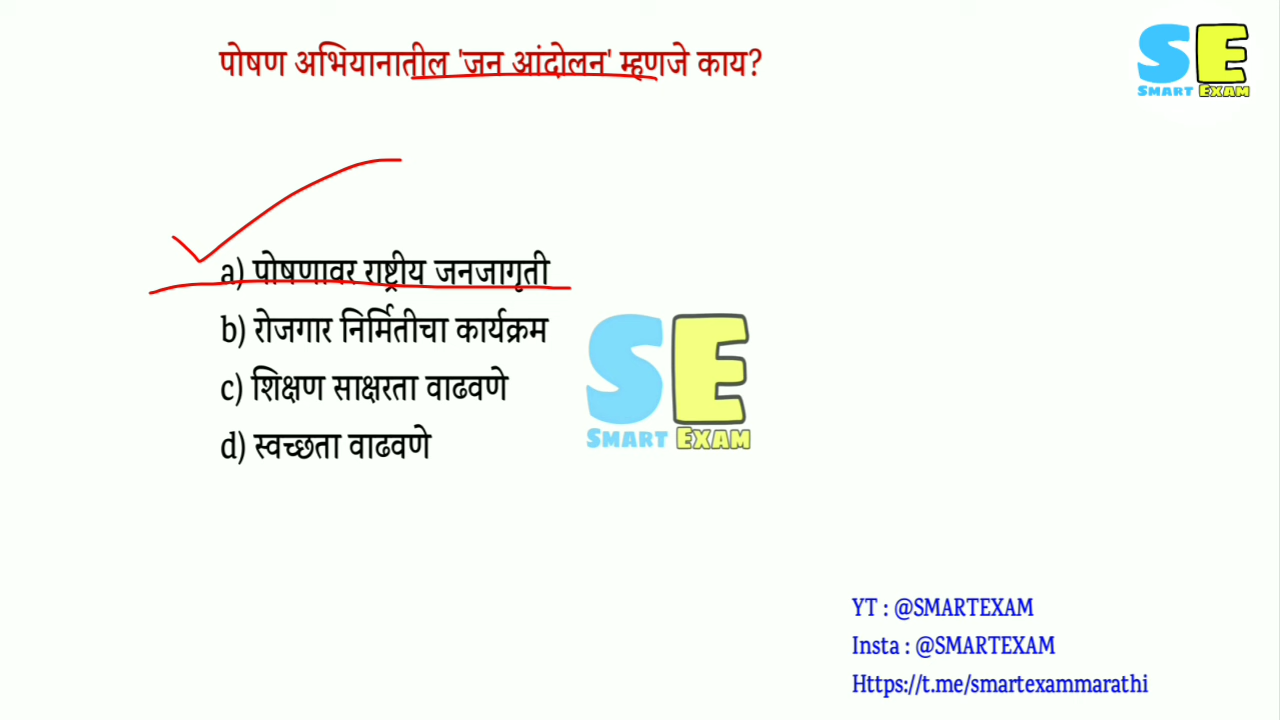 पोषण अभियानातील 'जन आंदोलन' म्हणजे काय?
SE
SMART EXAM
a) पोषणावर राष्ट्रीय जनजागृती
b) रोजगार निर्मितीचा कार्यक्रम
c) शिक्षण साक्षरता वाढवणे
d) स्वच्छता वाढवणे
SE
SMART EXAM
YT : @SMARTEXAM
Insta : @SMARTEXAM
Https://t.me/smartexammarathi